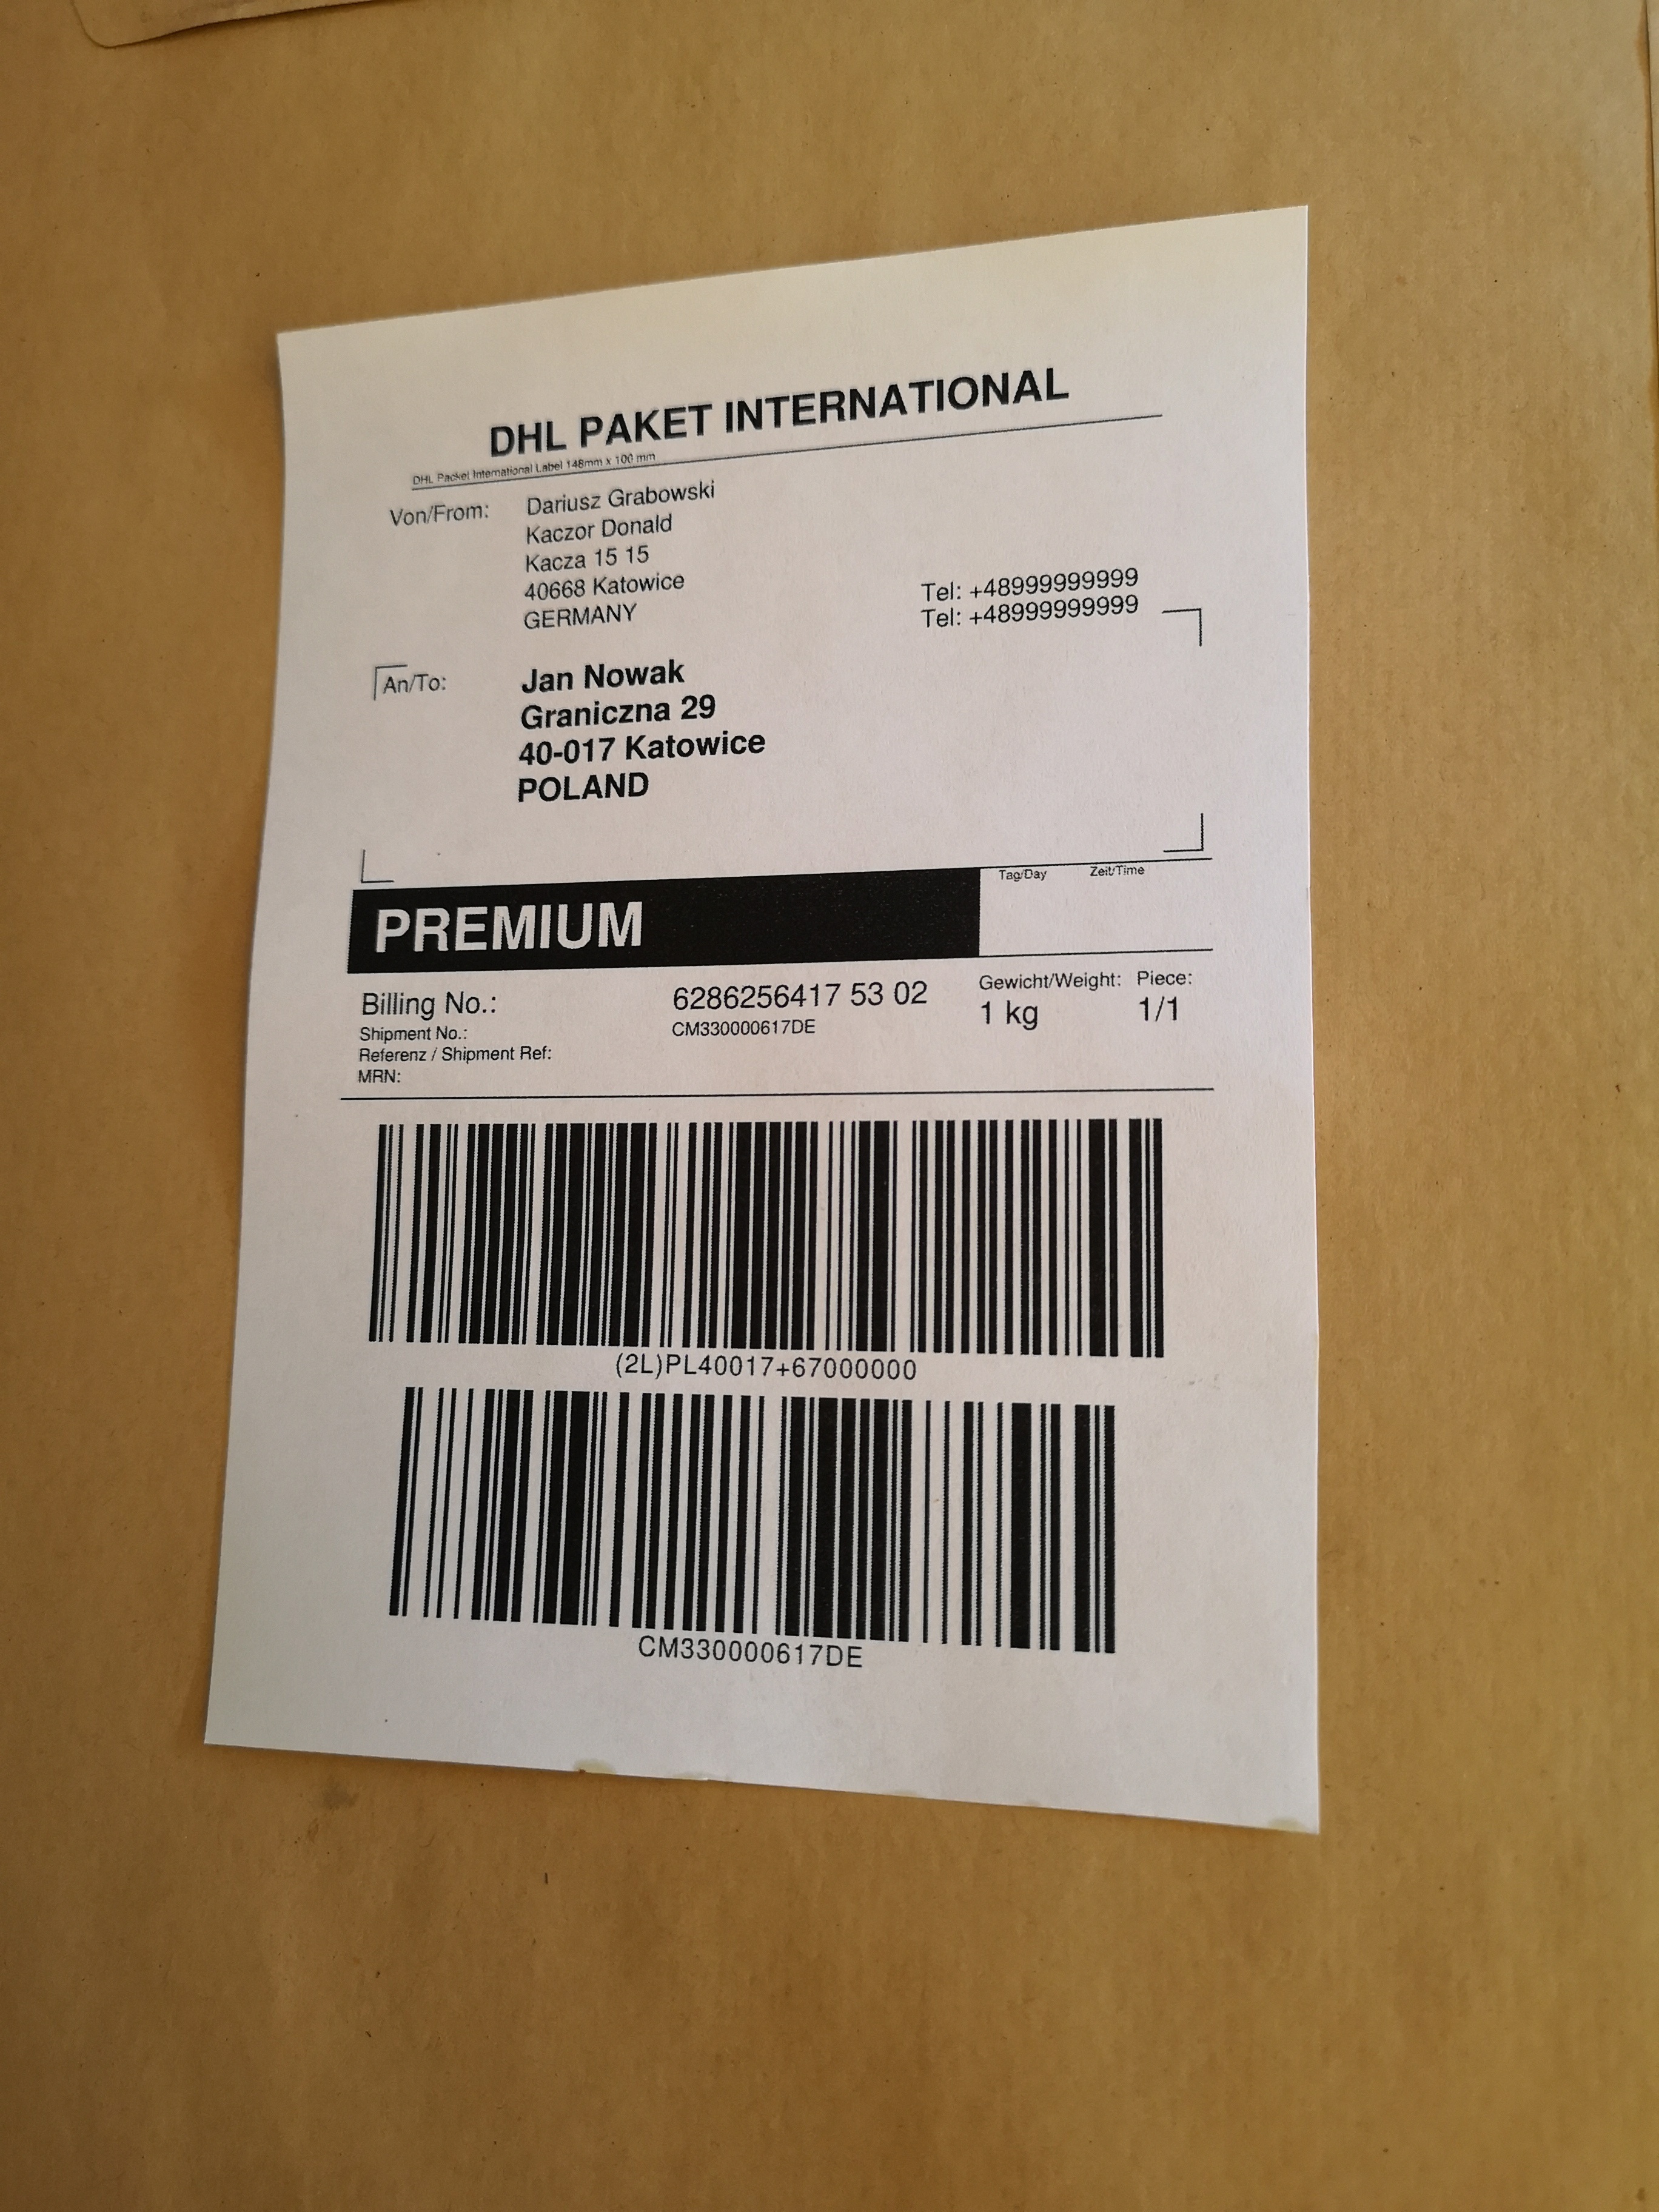 DHL PAKET INTERNATIONAL
DHL Packet International Label 148mm x 100 mm
Von/From:
Dariusz Grabowski
Kaczor Donald
Kacza 15 15
40668 Katowice
GERMANY
Tel: +48999999999
Tel: +48999999999
An/To:
Jan Nowak
Graniczna 29
40-017 Katowice
POLAND
Tag/Day Zeit/Time
PREMIUM
Billing No.: 6286256417 53 02
Shipment No.: CM330000617DE
Referenz / Shipment Ref:
MRN:
Gewicht/Weight: Piece:
1 kg 1/1
(2L)PL40017+67000000
CM330000617DE